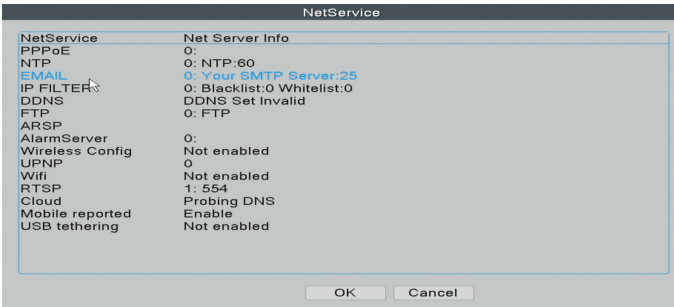 NetService
NetService Net Server Info
PPPoE 0:
NTP 0: NTP:60
EMAIL 0: Your SMTP Server:25
IP FILTER 0: Blacklist:0 Whitelist:0
DDNS DDNS Set Invalid
FTP 0: FTP
ARSP
AlarmServer 0:
Wireless Config Not enabled
UPNP 0
Wifi Not enabled
RTSP 1: 554
Cloud Probing DNS
Mobile reported Enable
USB tethering Not enabled
OK Cancel